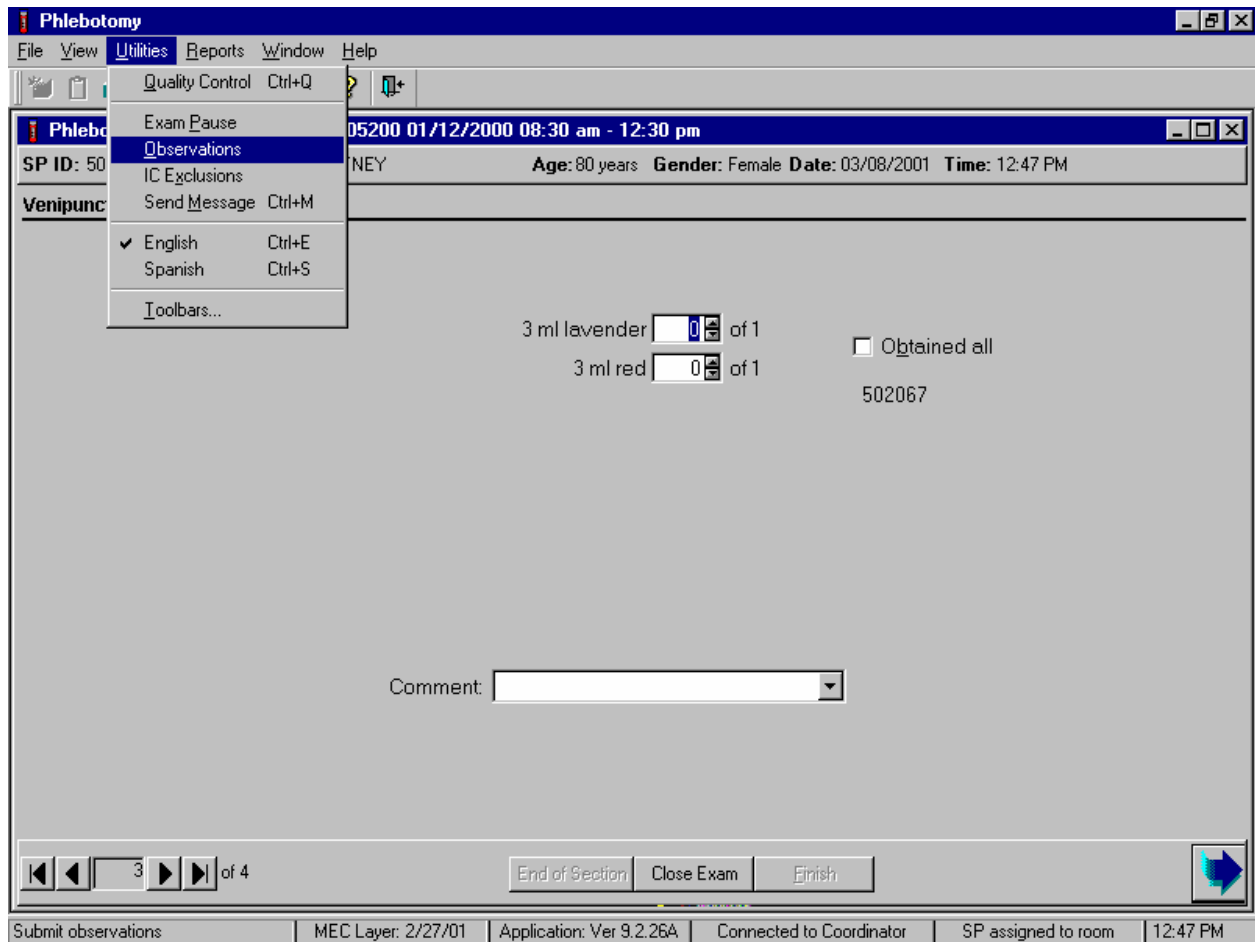 Phlebotomy
File View Utilities Reports Window Help
Quality Control Ctrl+Q
Exam Pause
Observations
IC Exclusions
Send Message Ctrl+M
English Ctrl+E
Spanish Ctrl+S
Toolbars...
Phlebo 05200 01/12/2000 08:30 am - 12:30 pm
SP ID: 50 NEY Age: 80 years Gender: Female Date: 03/08/2001 Time: 12:47 PM
Venipunc
3 ml lavender 0 of 1
Obtained all
3 ml red 0 of 1
502067
Comment:
3 of 4 End of Section Close Exam Finish
Submit observations MEC Layer: 2/27/01 Application: Ver 9.2.26A Connected to Coordinator SP assigned to room 12:47 PM